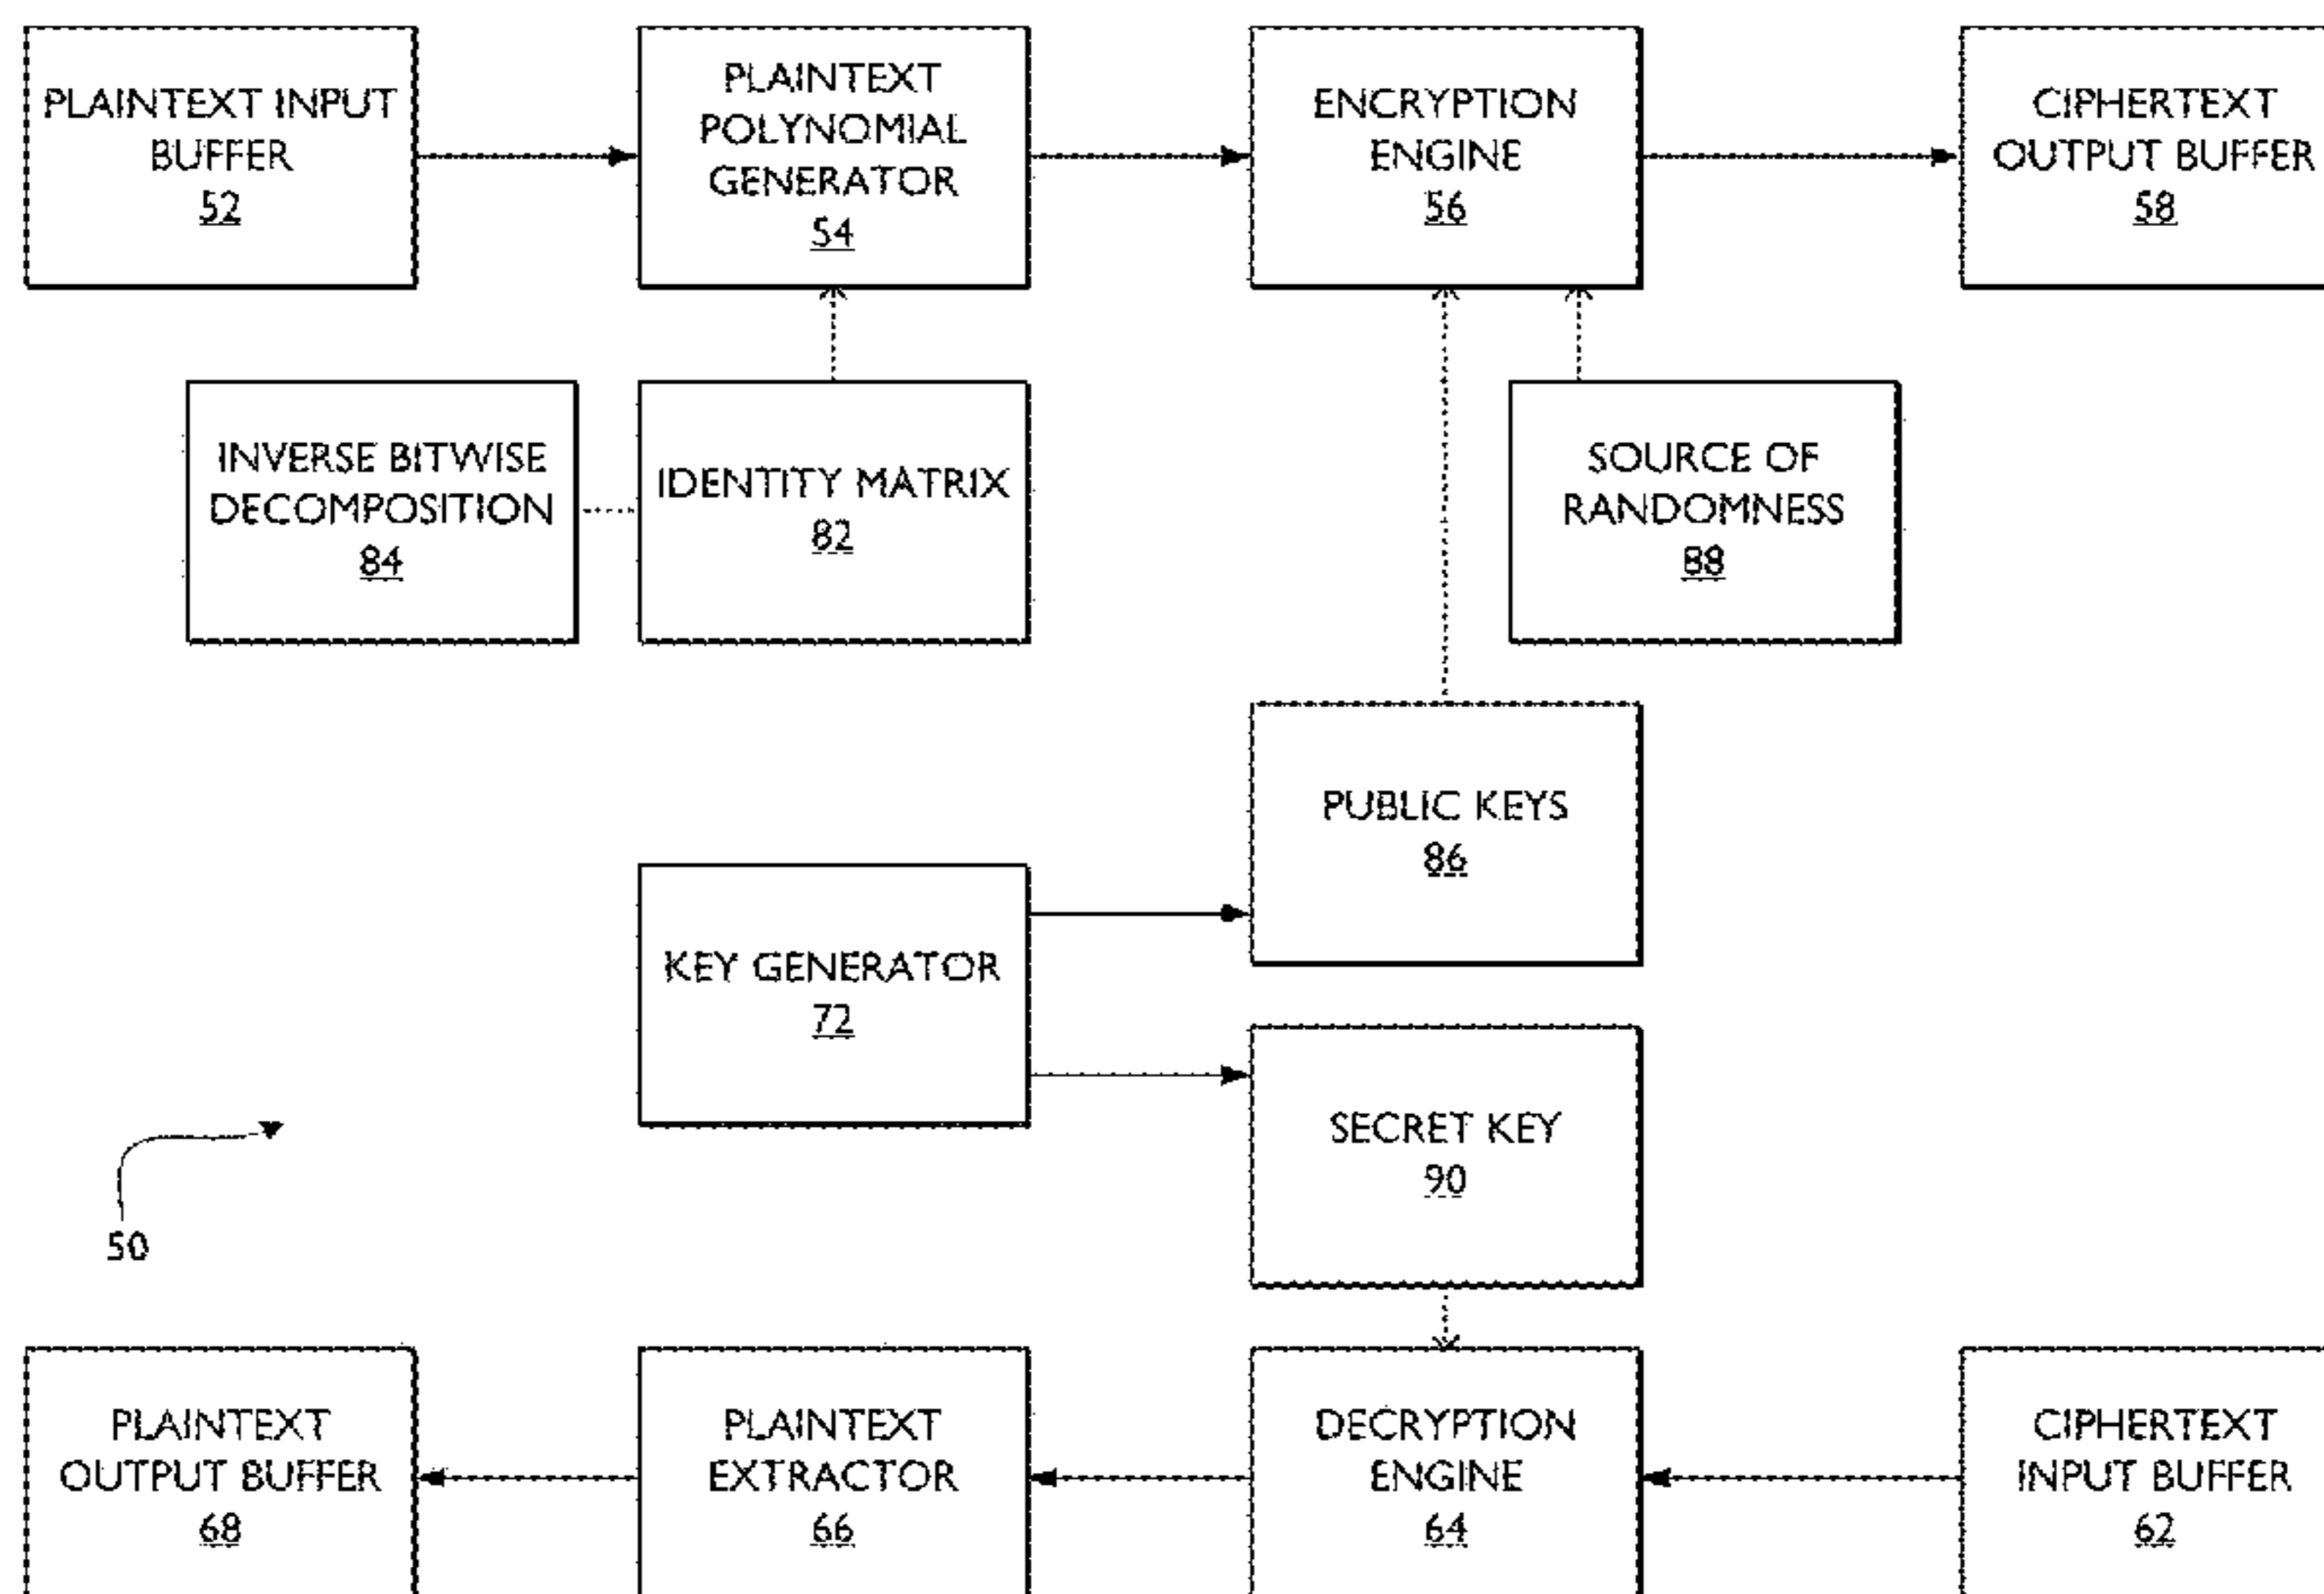 PLAINTEXT INPUT
BUFFER
52
PLAINTEXT
POLYNOMIAL
GENERATOR
54
ENCRYPTION
ENGINE
56
CIPHERTEXT
OUTPUT BUFFER
58
INVERSE BITWISE
DECOMPOSITION
84
IDENTITY MATRIX
82
SOURCE OF
RANDOMNESS
88
PUBLIC KEYS
86
KEY GENERATOR
72
SECRET KEY
90
50
PLAINTEXT
OUTPUT BUFFER
68
PLAINTEXT
EXTRACTOR
66
DECRYPTION
ENGINE
64
CIPHERTEXT
INPUT BUFFER
62